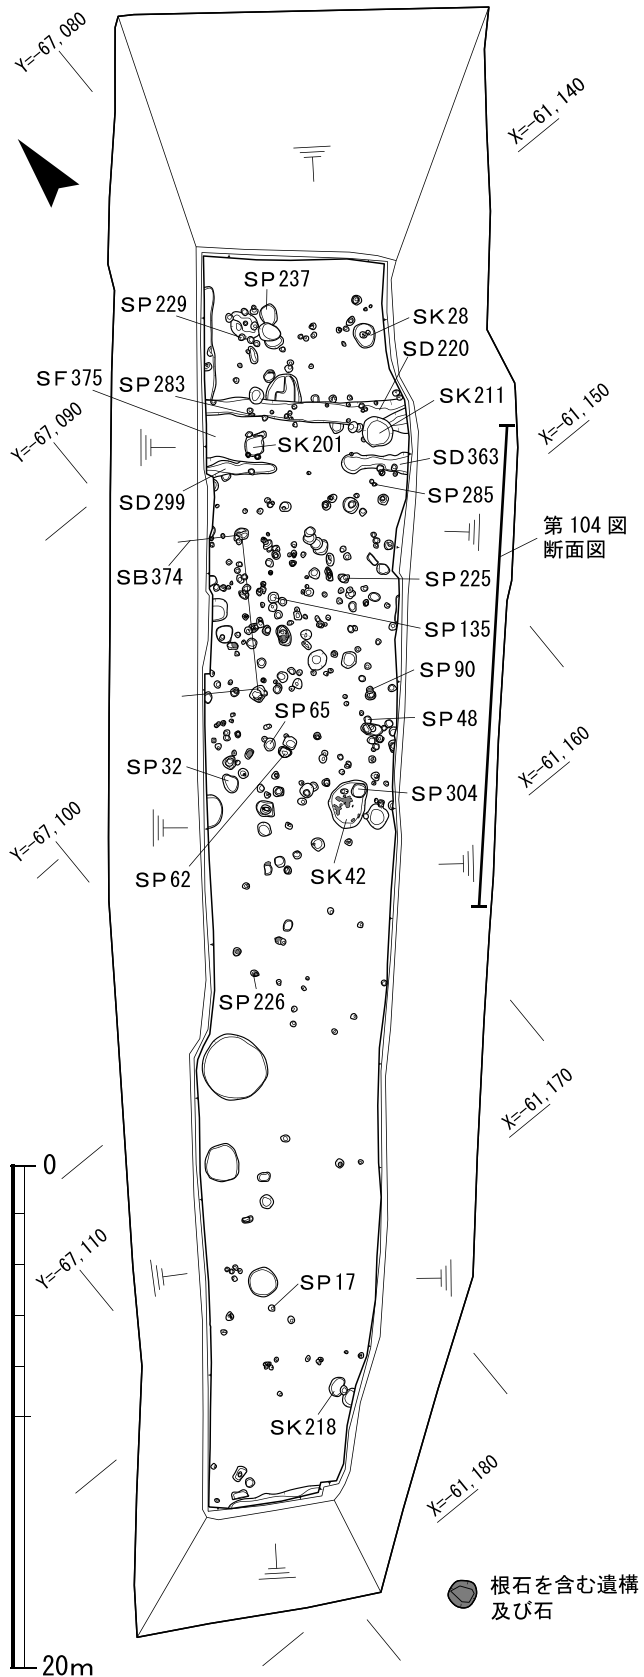 Y=-67,080
X=-61,140
SP237
SP229
SK28
SD220
SF375
SP283
SK211
Y=-67,090
X=-61,150
SK201
SD363
SD299
SP285
第104図
断面図
SB374
SP225
SP135
SP90
SP65
SP48
SP32
X=-61,160
SP304
Y=-67,100
SP62
SK42
SP226
X=-61,170
0
Y=-67,110
SP17
SK218
X=-61,180
根石を含む遺構
及び石
20m